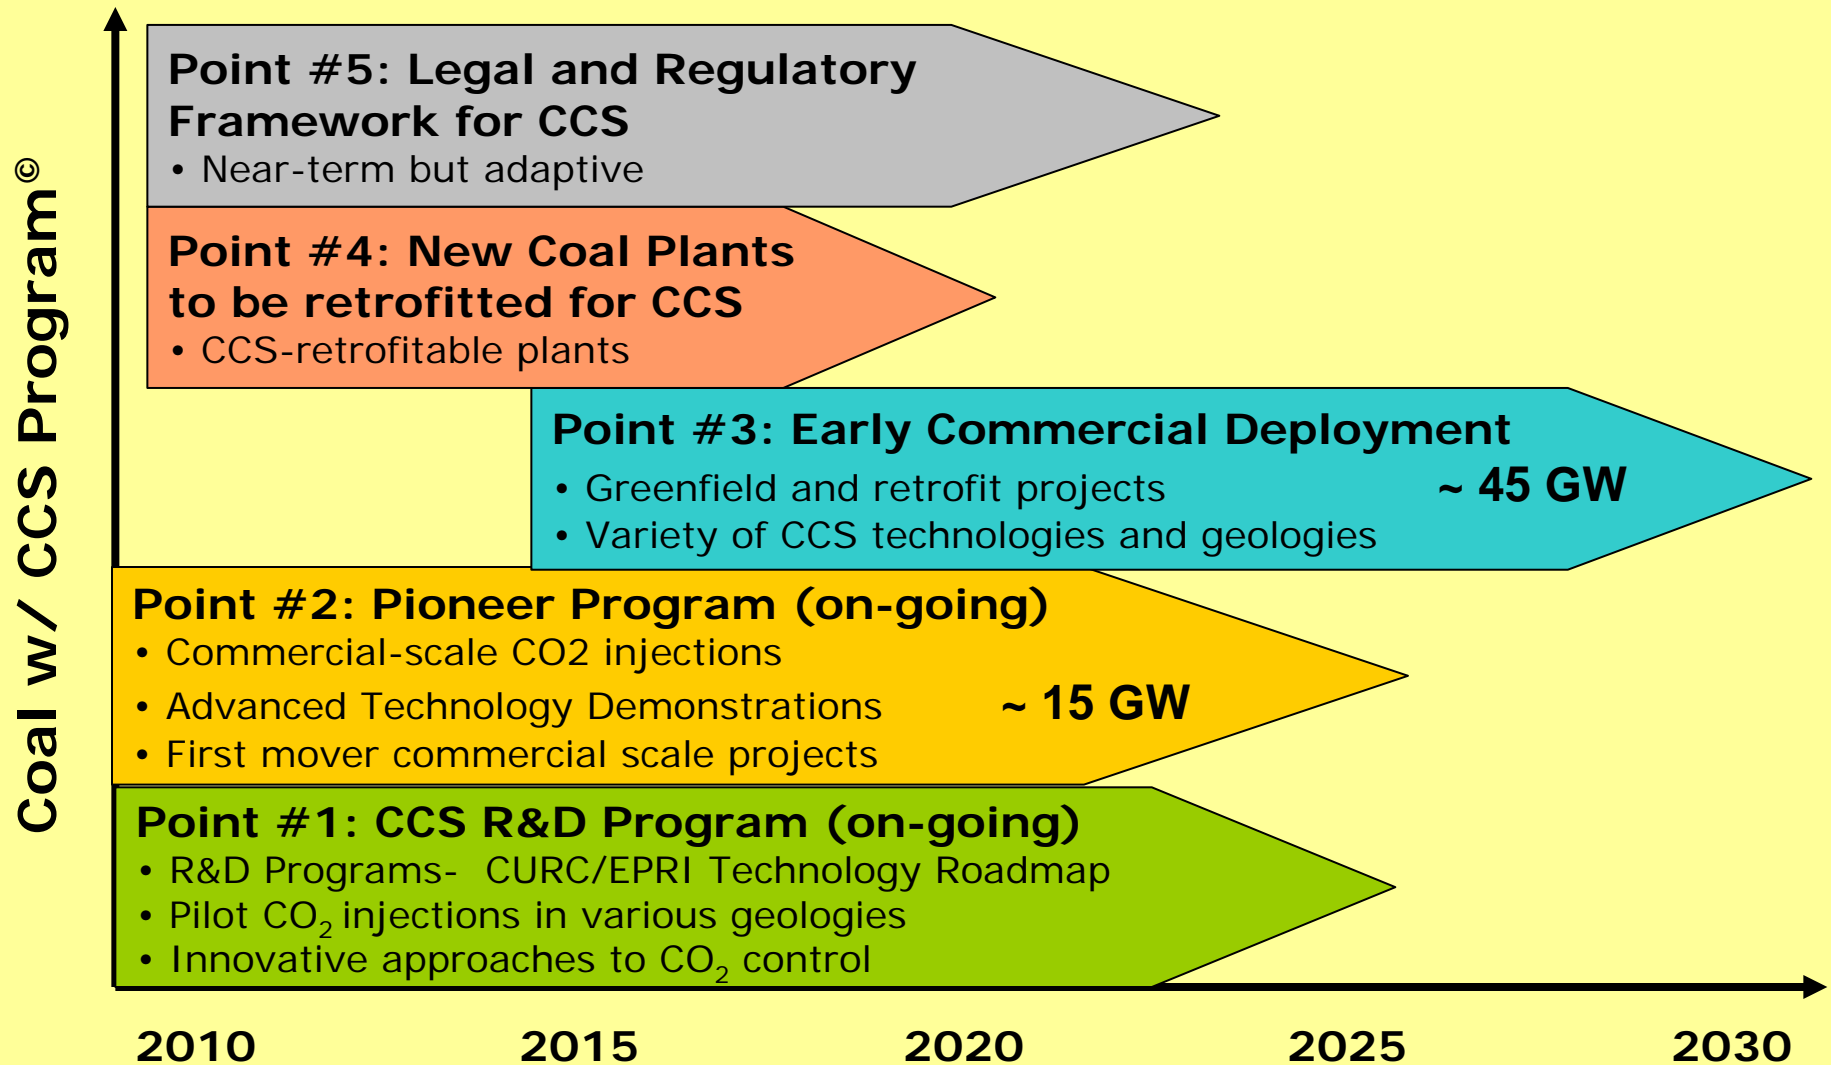 Coal w/ CCS Program©
Point #5: Legal and Regulatory
Framework for CCS
• Near-term but adaptive
Point #4: New Coal Plants
to be retrofitted for CCS
• CCS-retrofitable plants
Point #3: Early Commercial Deployment
• Greenfield and retrofit projects ~ 45 GW
• Variety of CCS technologies and geologies
Point #2: Pioneer Program (on-going)
• Commercial-scale CO2 injections
• Advanced Technology Demonstrations ~ 15 GW
• First mover commercial scale projects
Point #1: CCS R&D Program (on-going)
• R&D Programs- CURC/EPRI Technology Roadmap
• Pilot CO₂ injections in various geologies
• Innovative approaches to CO₂ control
2010 2015 2020 2025 2030